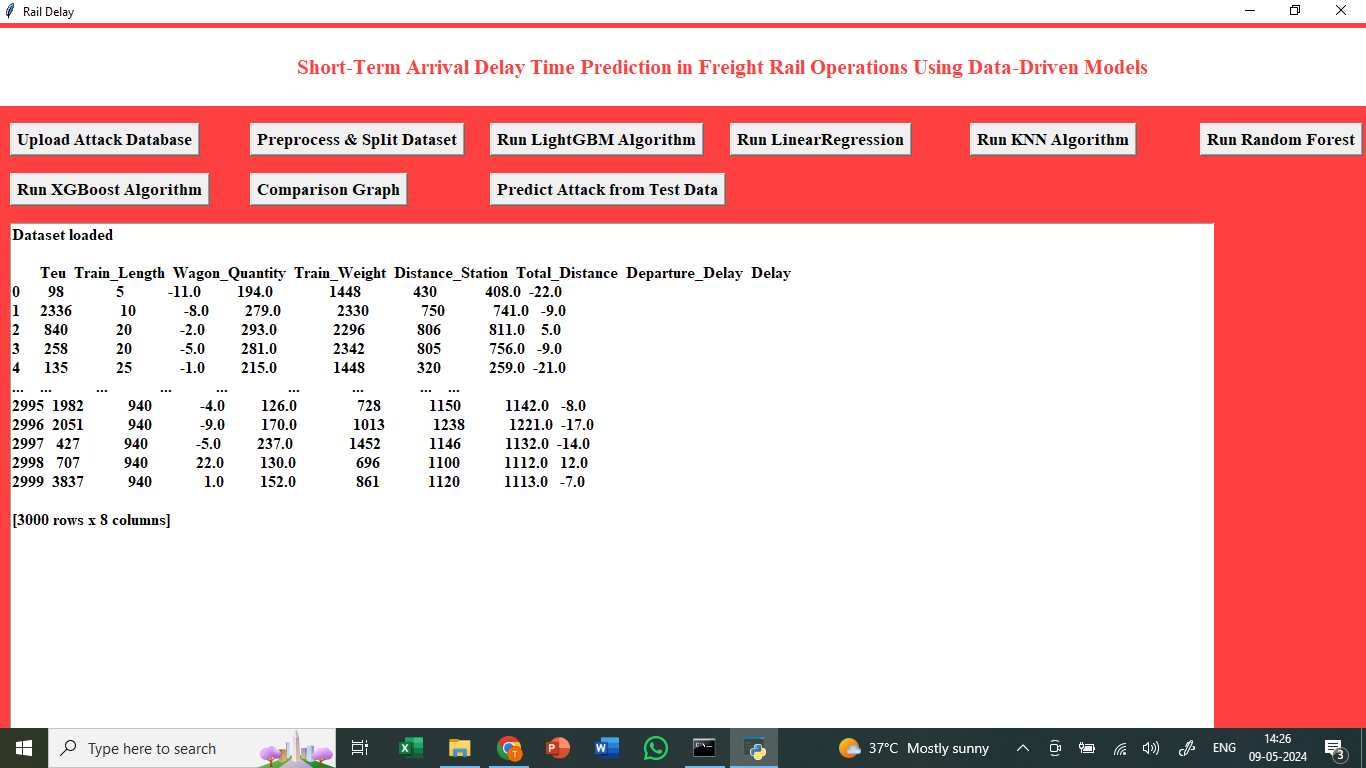 Rail Delay
Short-Term Arrival Delay Time Prediction in Freight Rail Operations Using Data-Driven Models
Upload Attack Database Preprocess & Split Dataset Run LightGBM Algorithm Run LinearRegression Run KNN Algorithm Run Random Forest
Run XGBoost Algorithm Comparison Graph Predict Attack from Test Data
Dataset loaded
Teu Train_Length Wagon_Quantity Train_Weight Distance_Station Total_Distance Departure_Delay Delay
0 98 5 -11.0 194.0 1448 430 408.0 -22.0
1 2336 10 -8.0 279.0 2330 750 741.0 -9.0
2 840 20 -2.0 293.0 2296 806 811.0 5.0
3 258 20 -5.0 281.0 2342 805 756.0 -9.0
4 135 25 -1.0 215.0 1448 320 259.0 -21.0
... ... ... ... ... ... ... ... ...
2995 1982 940 -4.0 126.0 728 1150 1142.0 -8.0
2996 2051 940 -9.0 170.0 1013 1238 1221.0 -17.0
2997 427 940 -5.0 237.0 1452 1146 1132.0 -14.0
2998 707 940 22.0 130.0 696 1100 1112.0 12.0
2999 3837 940 1.0 152.0 861 1120 1113.0 -7.0
[3000 rows x 8 columns]
Type here to search 37°C Mostly sunny ENG 14:26
09-05-2024 3